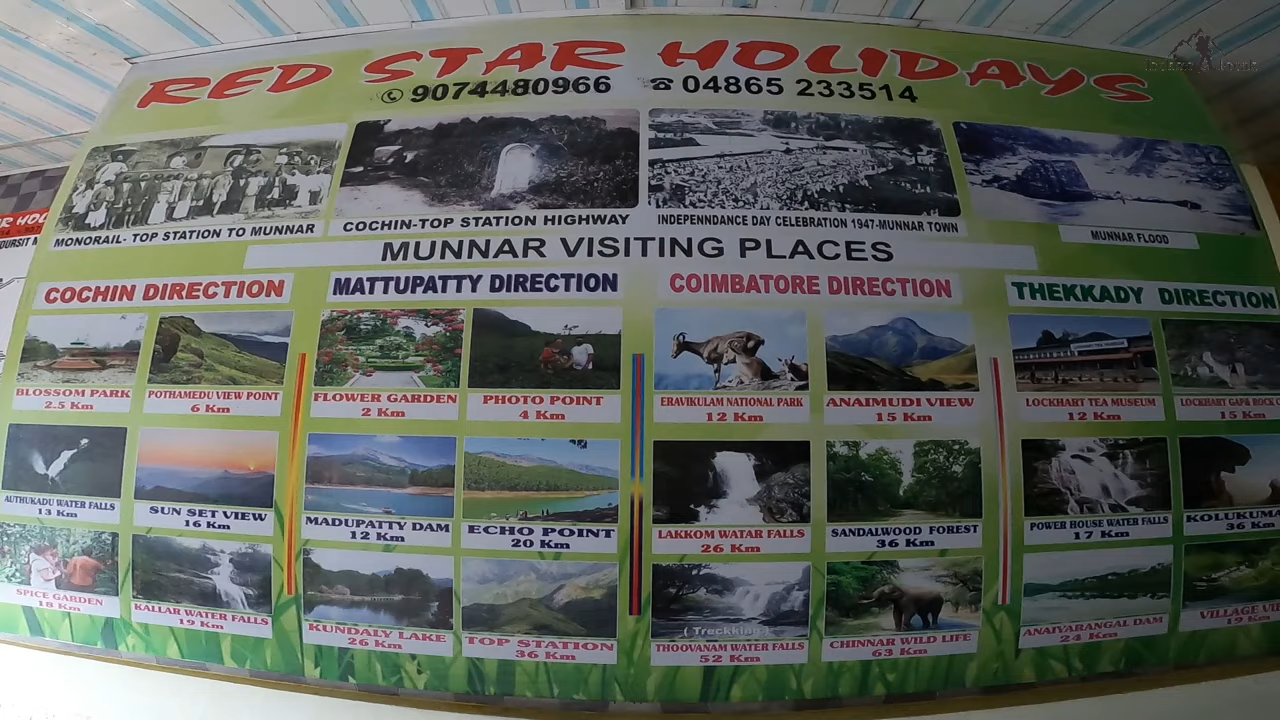 RED STAR HOLIDAYS
9074480966 04865 233514
MONORAIL- TOP STATION TO MUNNAR
COCHIN-TOP STATION HIGHWAY
INDEPENNDANCE DAY CELEBRATION 1947-MUNNAR TOWN
MUNNAR FLOOD
MUNNAR VISITING PLACES
COCHIN DIRECTION
BLOSSOM PARK
2.5 Km
POTHAMEDU VIEW POINT
6 Km
AUTHUKADU WATER FALLS
13 Km
SUN SET VIEW
16 Km
SPICE GARDEN
18 Km
KALLAR WATER FALLS
19 Km
MATTUPATTY DIRECTION
FLOWER GARDEN
2 Km
PHOTO POINT
4 Km
MADUPATTY DAM
12 Km
ECHO POINT
20 Km
KUNDALY LAKE
26 Km
TOP STATION
36 Km
COIMBATORE DIRECTION
ERAVIKULAM NATIONAL PARK
12 Km
ANAIMUDI VIEW
15 Km
LAKKOM WATAR FALLS
26 Km
SANDALWOOD FOREST
36 Km
( Treckking )
THOOVANAM WATER FALLS
52 Km
CHINNAR WILD LIFE
63 Km
THEKKADY DIRECTION
LOCKHART TEA MUSEUM
12 Km
LOCKHART GAP& ROCK C
15 Km
POWER HOUSE WATER FALLS
17 Km
KOLUKUM
36 Km
ANAIYARANGAL DAM
24 Km
VILLAGE VI
19 Km